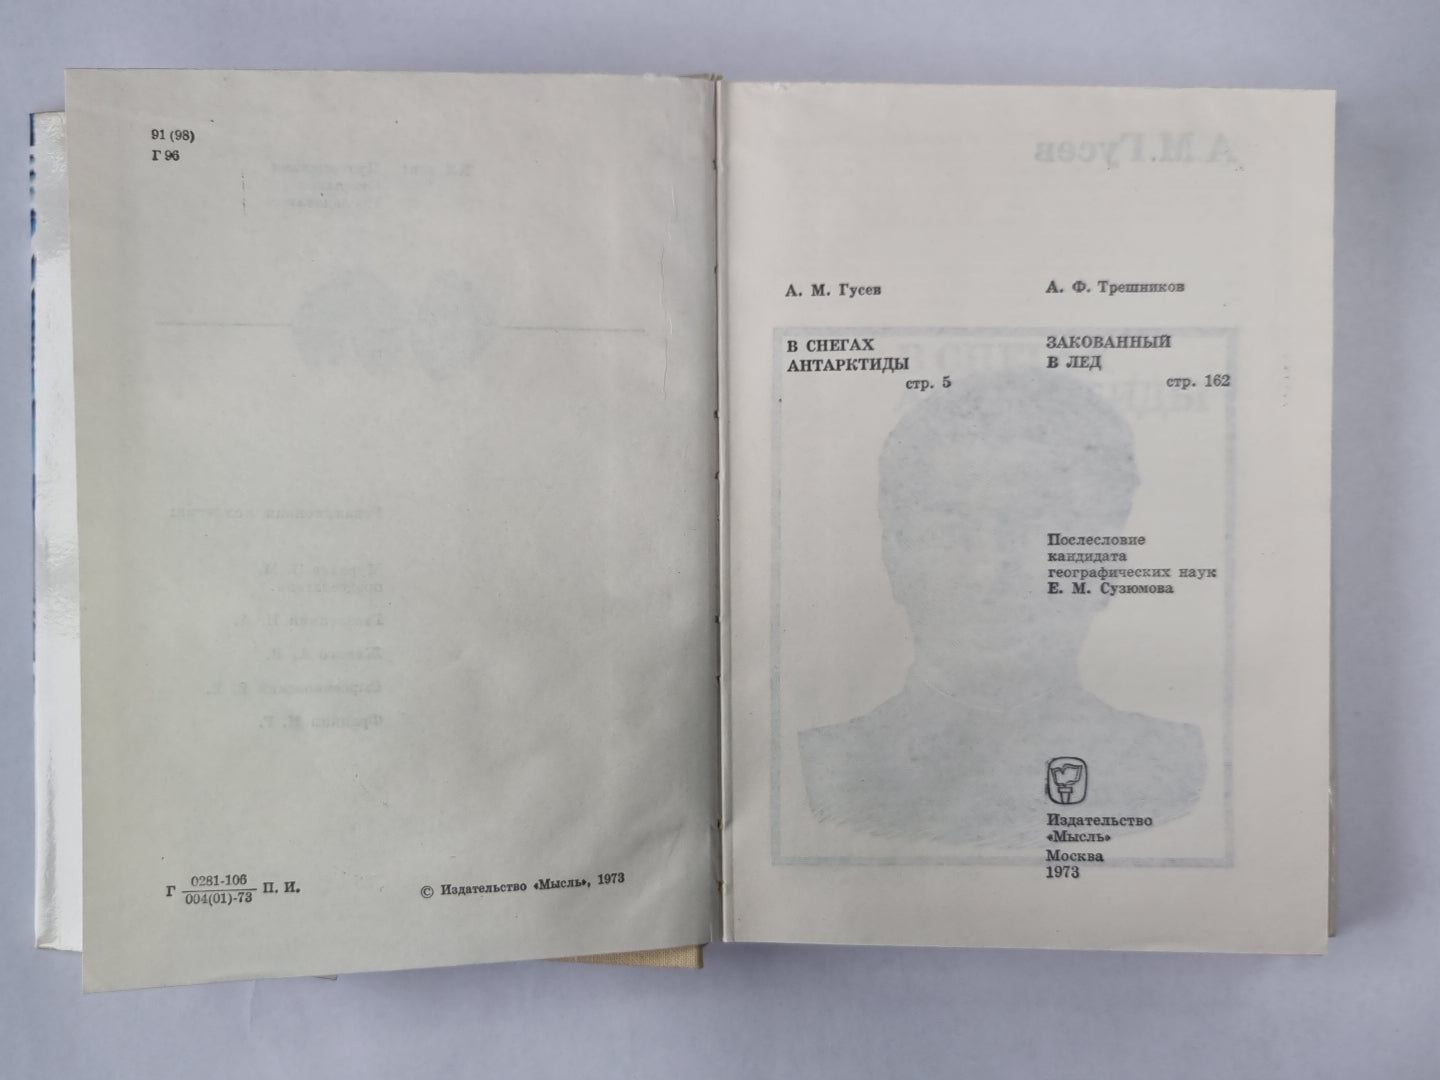 91 (98)
Г 96
Г 0281-106 П. И.
004(01)-73
© Издательство «Мысль», 1973
А. М. Гусев
В СНЕГАХ
АНТАРКТИДЫ
стр. 5
А. Ф. Трешников
ЗАКОВАННЫЙ
В ЛЕД
стр. 162
Послесловие
кандидата
географических наук
Е. М. Сузюмова
Издательство
«Мысль»
Москва
1973
А.М.Гусев